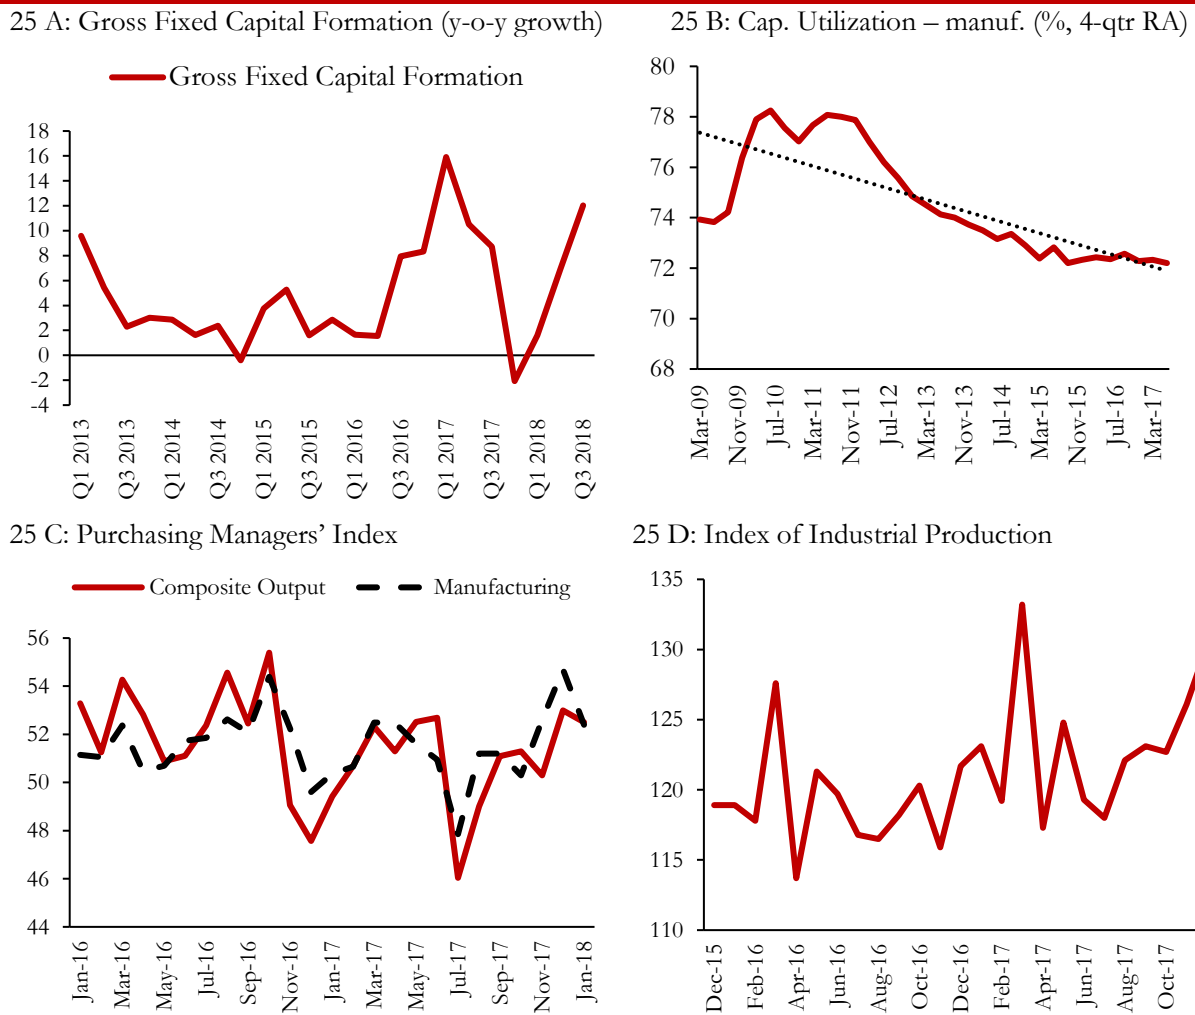 25 A: Gross Fixed Capital Formation (y-o-y growth)
Gross Fixed Capital Formation
18
16
14
12
10
8
6
4
2
0
-2
-4
Q1 2013
Q3 2013
Q1 2014
Q3 2014
Q1 2015
Q3 2015
Q1 2016
Q3 2016
Q1 2017
Q3 2017
Q1 2018
Q3 2018
25 B: Cap. Utilization – manuf. (%, 4-qtr RA)
80
78
76
74
72
70
68
Mar-09
Nov-09
Jul-10
Mar-11
Nov-11
Jul-12
Mar-13
Nov-13
Jul-14
Mar-15
Nov-15
Jul-16
Mar-17
25 C: Purchasing Managers’ Index
Composite Output
Manufacturing
56
54
52
50
48
46
44
Jan-16
Mar-16
May-16
Jul-16
Sep-16
Nov-16
Jan-17
Mar-17
May-17
Jul-17
Sep-17
Nov-17
Jan-18
25 D: Index of Industrial Production
135
130
125
120
115
110
Dec-15
Feb-16
Apr-16
Jun-16
Aug-16
Oct-16
Dec-16
Feb-17
Apr-17
Jun-17
Aug-17
Oct-17